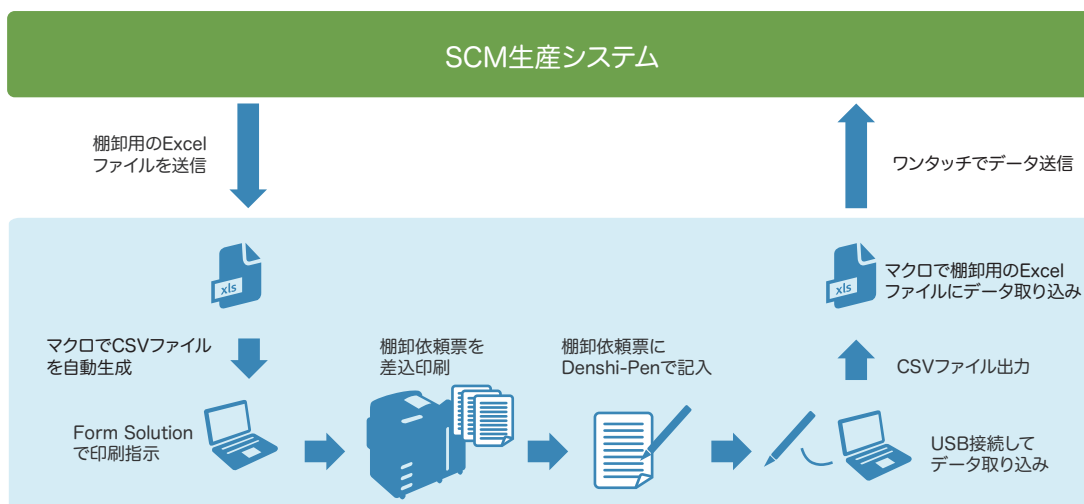 SCM生産システム
棚卸用のExcel
ファイルを送信
ワンタッチでデータ送信
xls
マクロでCSVファイル
を自動生成
Form Solution
で印刷指示
棚卸依頼票を
差込印刷
棚卸依頼票に
Denshi-Penで記入
USB接続して
データ取り込み
CSVファイル出力
xls
マクロで棚卸用のExcel
ファイルにデータ取り込み